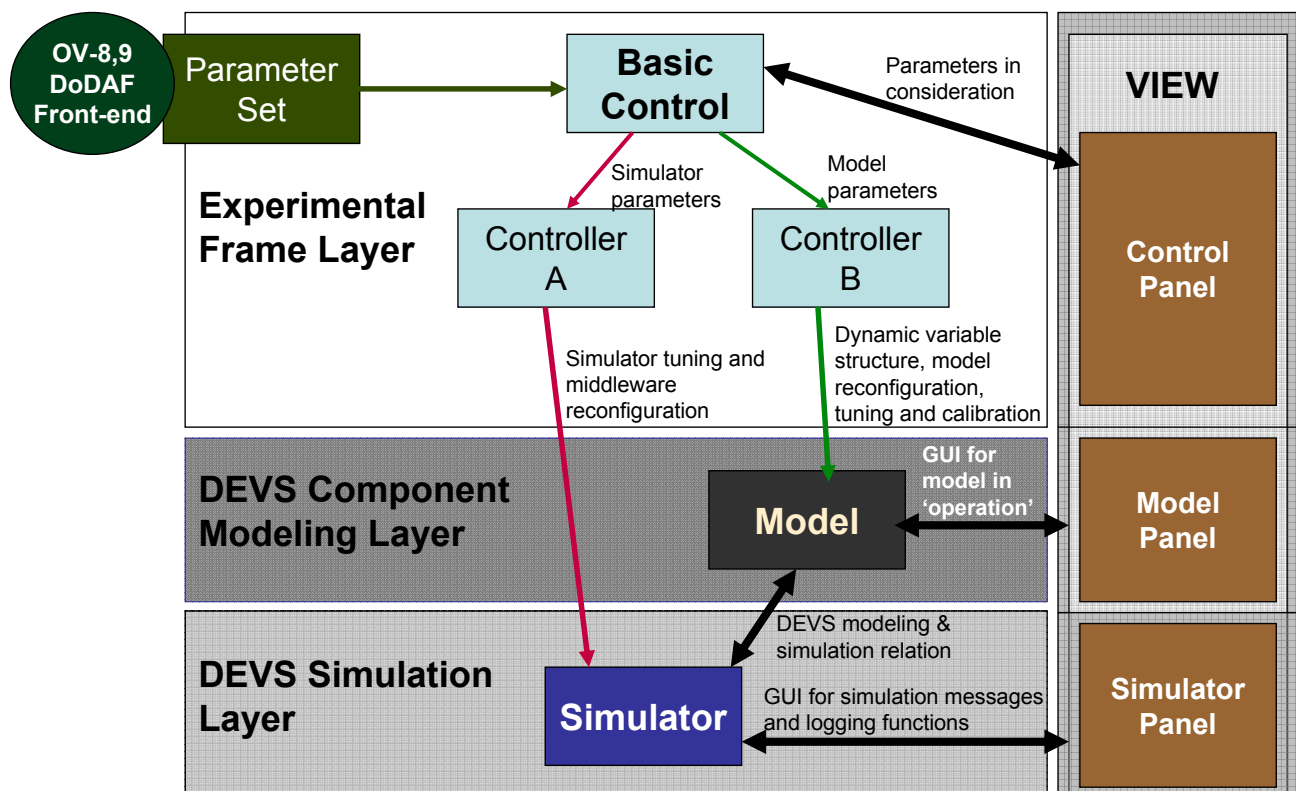 OV-8,9
DoDAF
Front-end
Parameter
Set
Basic
Control
Parameters in
consideration
VIEW
Simulator
parameters
Model
parameters
Experimental
Frame Layer
Controller
A
Controller
B
Control
Panel
Simulator tuning and
middleware
reconfiguration
Dynamic variable
structure, model
reconfiguration,
tuning and calibration
DEVS Component
Modeling Layer
Model
GUI for
model in
‘operation’
Model
Panel
DEVS modeling &
simulation relation
DEVS Simulation
Layer
Simulator
GUI for simulation messages
and logging functions
Simulator
Panel